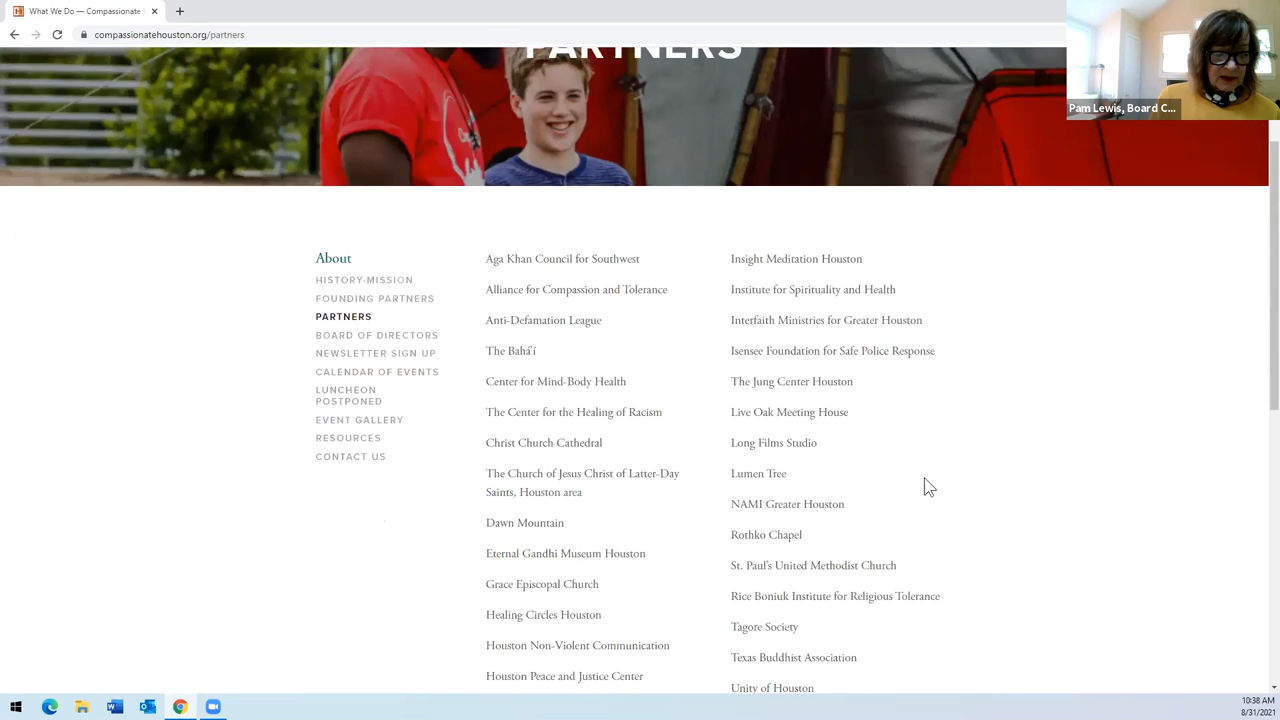 What We Do — Compassionate
compassionatehouston.org/partners
PARTNERS
Pam Lewis, Board C...
About
HISTORY-MISSION
FOUNDING PARTNERS
PARTNERS
BOARD OF DIRECTORS
NEWSLETTER SIGN UP
CALENDAR OF EVENTS
LUNCHEON
POSTPONED
EVENT GALLERY
RESOURCES
CONTACT US
Aga Khan Council for Southwest
Alliance for Compassion and Tolerance
Anti-Defamation League
The Bahá'í
Center for Mind-Body Health
The Center for the Healing of Racism
Christ Church Cathedral
The Church of Jesus Christ of Latter-Day
Saints, Houston area
Dawn Mountain
Eternal Gandhi Museum Houston
Grace Episcopal Church
Healing Circles Houston
Houston Non-Violent Communication
Houston Peace and Justice Center
Insight Meditation Houston
Institute for Spirituality and Health
Interfaith Ministries for Greater Houston
Isensee Foundation for Safe Police Response
The Jung Center Houston
Live Oak Meeting House
Long Films Studio
Lumen Tree
NAMI Greater Houston
Rothko Chapel
St. Paul's United Methodist Church
Rice Boniuk Institute for Religious Tolerance
Tagore Society
Texas Buddhist Association
Unity of Houston
10:38 AM
8/31/2021